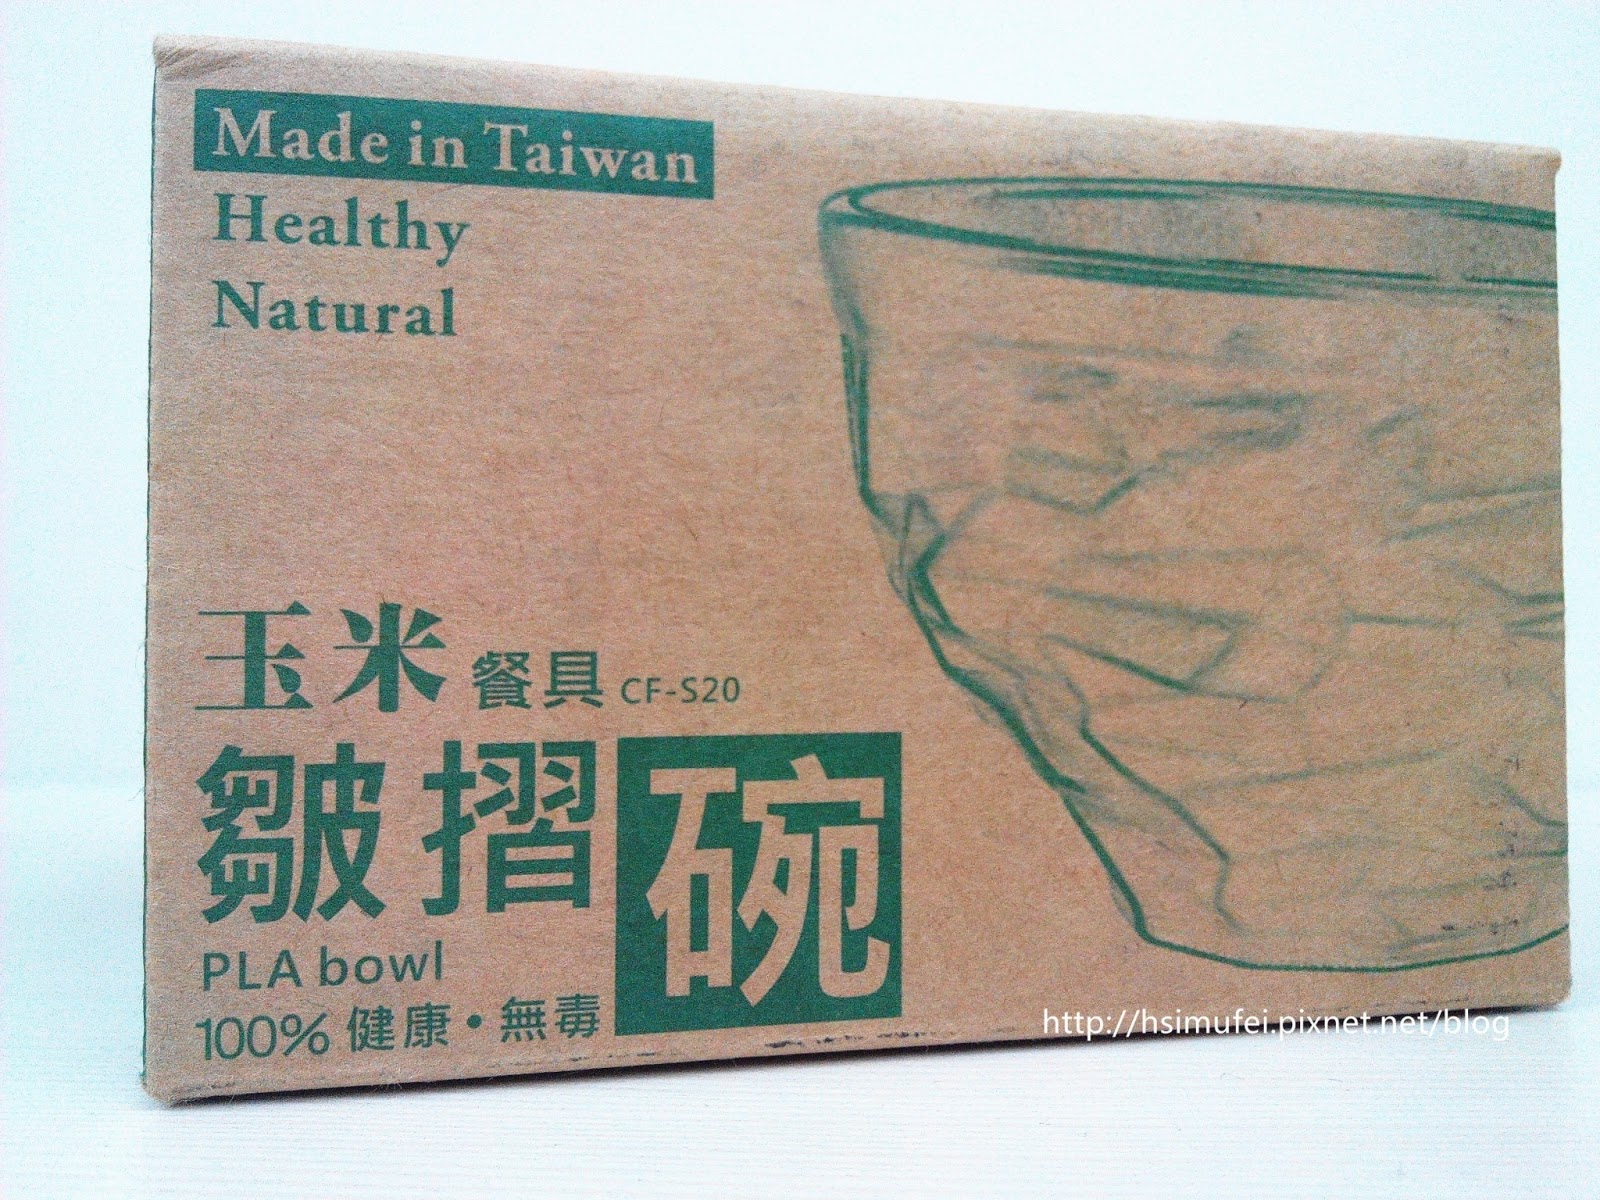 Made in Taiwan
Healthy
Natural
玉米 餐具 CF-S20
皺摺碗
PLA bowl
100% 健康・無毒
http://hsimufei.pixnet.net/blog